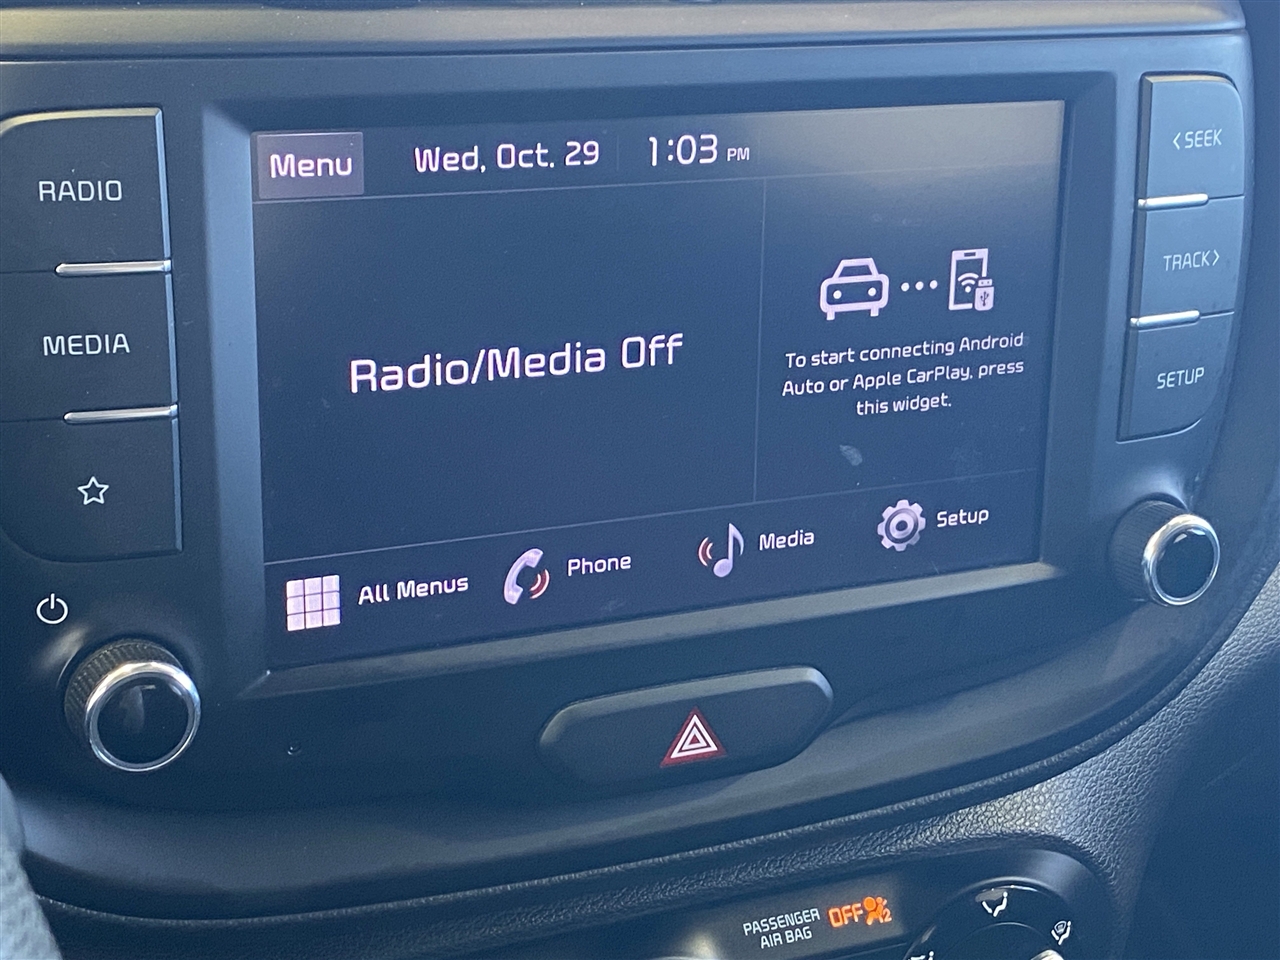 Menu
Wed, Oct. 29
1:03 PM
RADIO
MEDIA
Radio/Media Off
To start connecting Android
Auto or Apple CarPlay, press
this widget.
All Menus
Phone
Media
Setup
<SEEK
TRACK>
SETUP
PASSENGER
AIR BAG
OFF 2